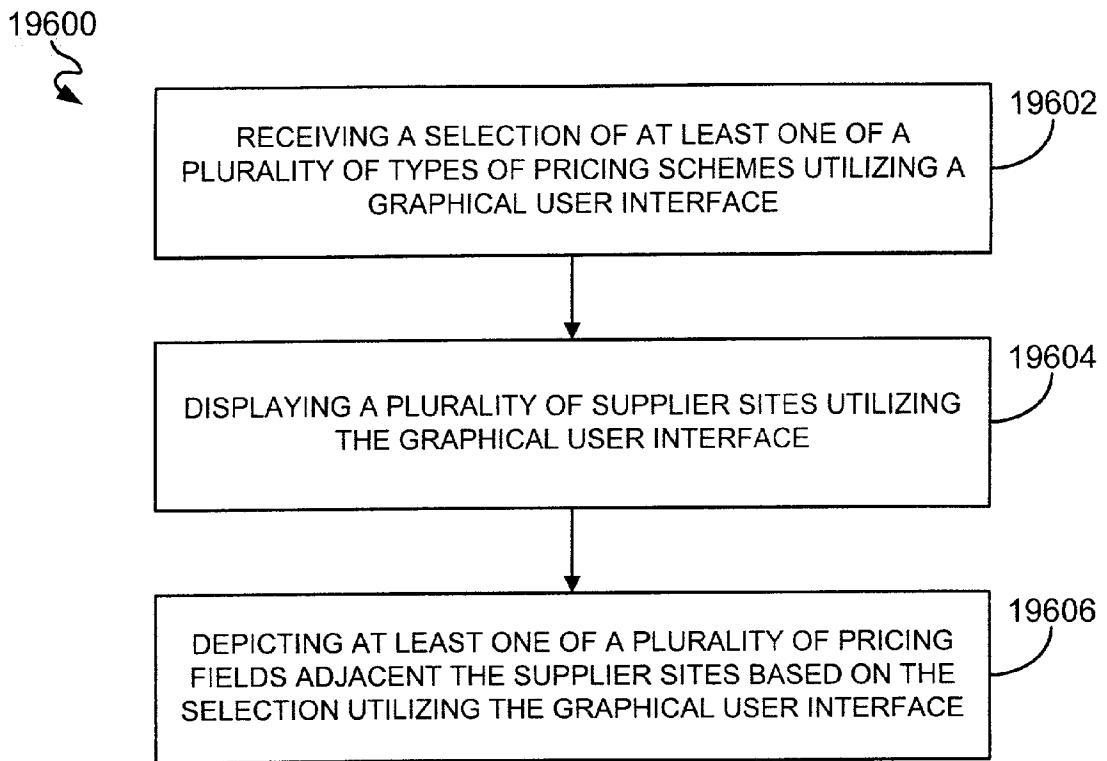 19600
19602
RECEIVING A SELECTION OF AT LEAST ONE OF A
PLURALITY OF TYPES OF PRICING SCHEMES UTILIZING A
GRAPHICAL USER INTERFACE
19604
DISPLAYING A PLURALITY OF SUPPLIER SITES UTILIZING
THE GRAPHICAL USER INTERFACE
19606
DEPICTING AT LEAST ONE OF A PLURALITY OF PRICING
FIELDS ADJACENT THE SUPPLIER SITES BASED ON THE
SELECTION UTILIZING THE GRAPHICAL USER INTERFACE